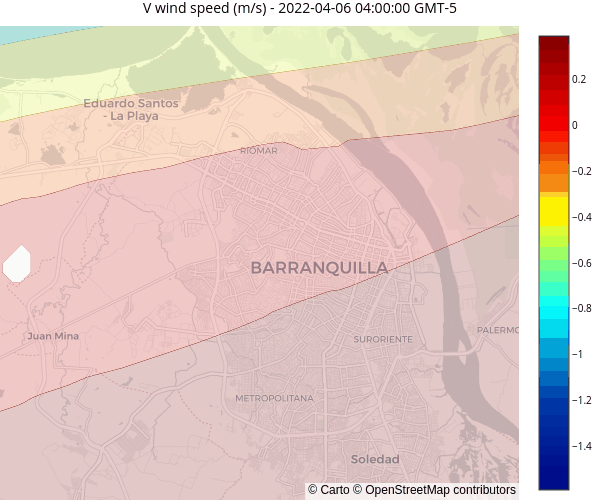 V wind speed (m/s) - 2022-04-06 04:00:00 GMT-5
Eduardo Santos
- La Playa
RIOMAR
BARRANQUILLA
Juan Mina
SURORIENTE
PALERMO
METROPOLITANA
Soledad
© Carto © OpenStreetMap contributors
0.2
0
−0.2
−0.4
−0.6
−0.8
−1
−1.2
−1.4